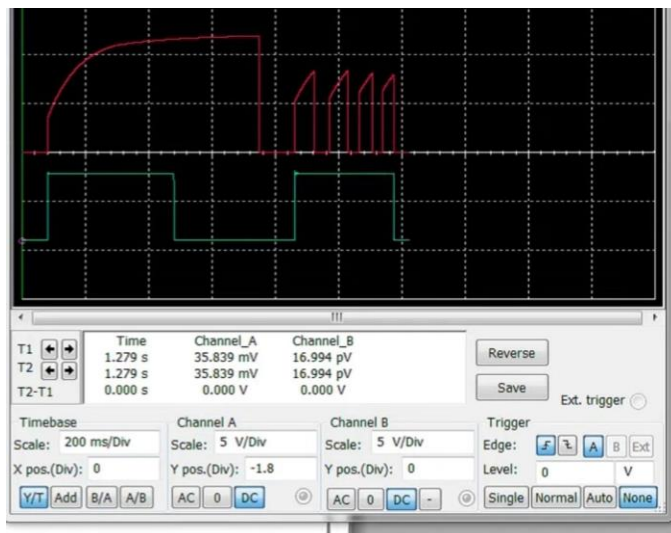 III
Time Channel_A Channel_B
T1 1.279 s 35.839 mV 16.994 pV
T2 1.279 s 35.839 mV 16.994 pV
T2-T1 0.000 s 0.000 V 0.000 V
Reverse
Save
Ext. trigger
Timebase
Scale: 200 ms/Div
X pos.(Div): 0
Y/T Add B/A A/B
Channel A
Scale: 5 V/Div
Y pos.(Div): -1.8
AC 0 DC
Channel B
Scale: 5 V/Div
Y pos.(Div): 0
AC 0 DC -
Trigger
Edge: A B Ext
Level: 0 V
Single Normal Auto None